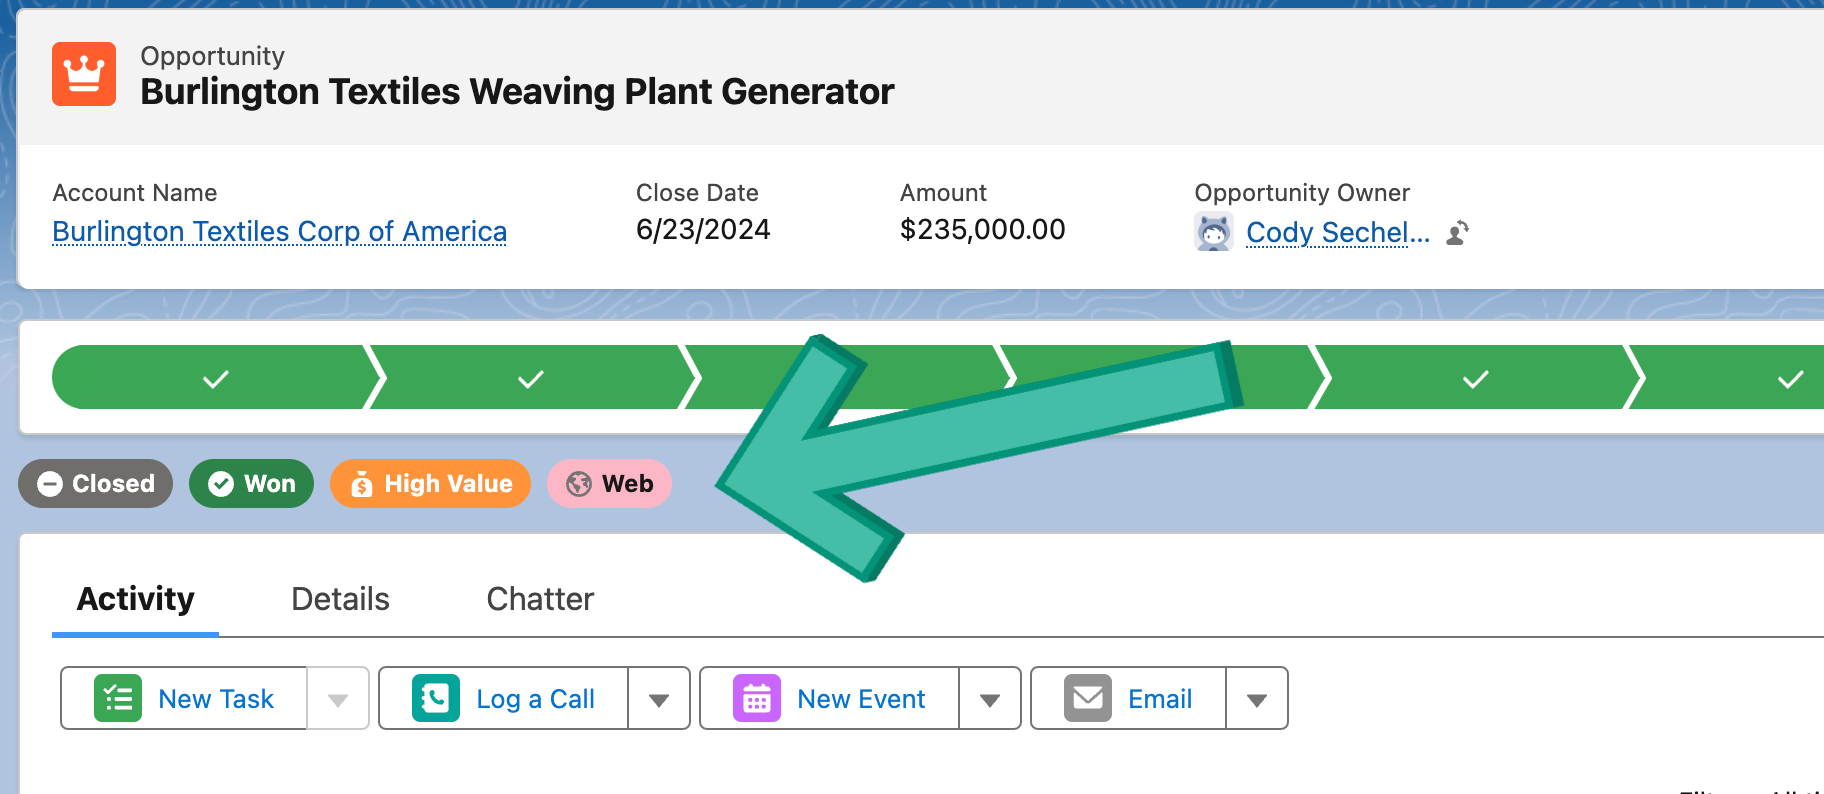 Opportunity
Burlington Textiles Weaving Plant Generator
Account Name
Close Date
Amount
Opportunity Owner
Burlington Textiles Corp of America
6/23/2024
$235,000.00
Cody Sechel...
Closed
Won
High Value
Web
Activity
Details
Chatter
New Task
Log a Call
New Event
Email